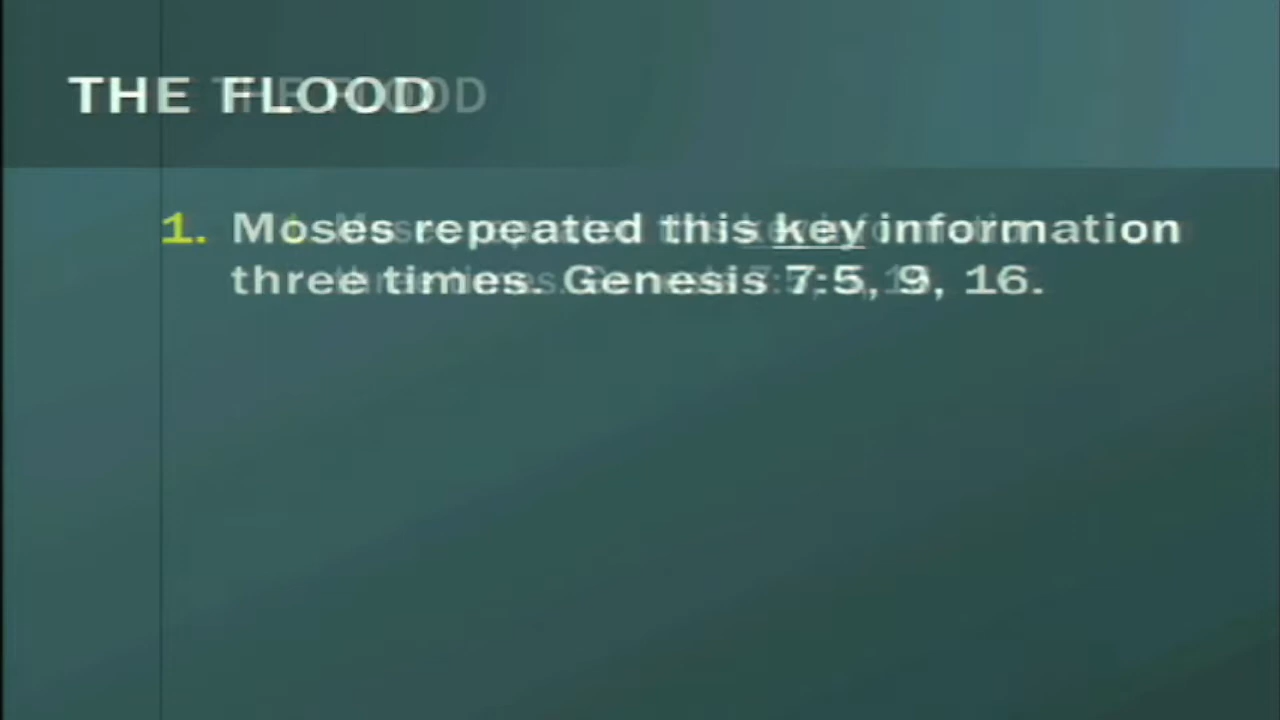 THE FLOOD
1. Moses repeated this key information
three times. Genesis 7:5, 9, 16.